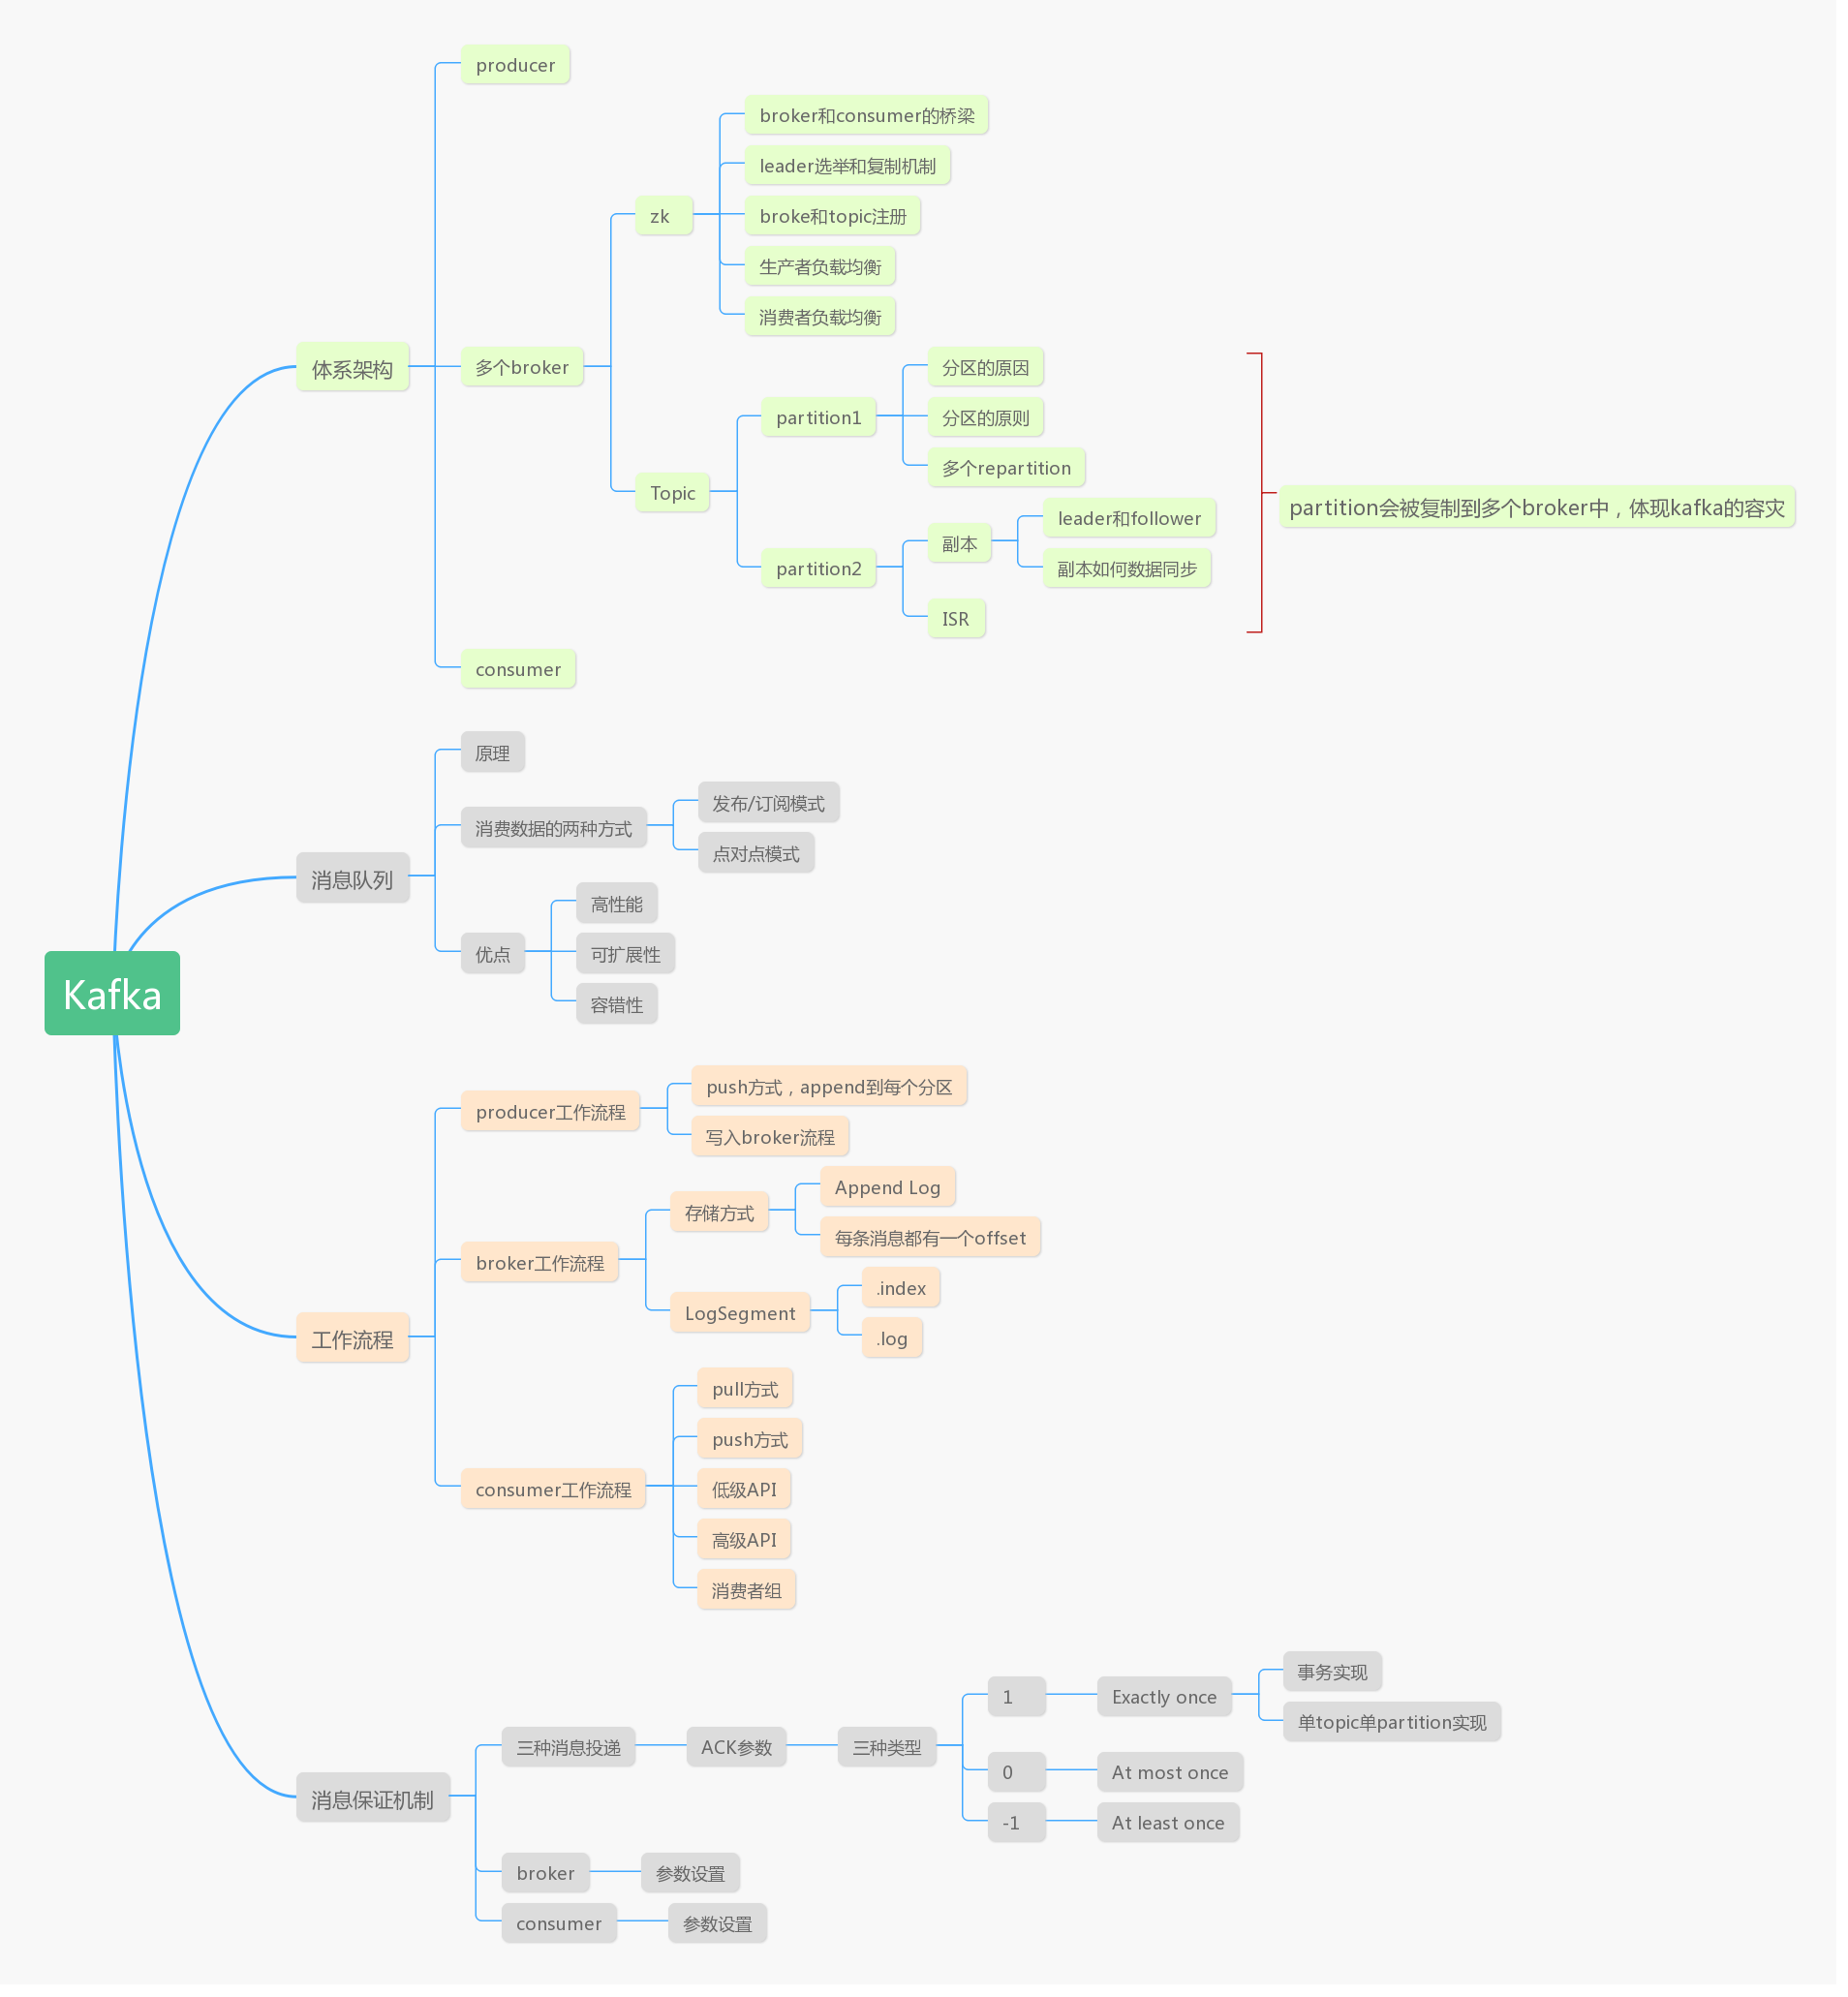 Kafka
体系架构
producer
多个broker
zk
broker和consumer的桥梁
leader选举和复制机制
broke和topic注册
生产者负载均衡
消费者负载均衡
Topic
partition1
分区的原因
分区的原则
多个repartition
partition2
副本
leader和follower
副本如何数据同步
ISR
partition会被复制到多个broker中，体现kafka的容灾
consumer
消息队列
原理
消费数据的两种方式
发布/订阅模式
点对点模式
优点
高性能
可扩展性
容错性
工作流程
producer工作流程
push方式，append到每个分区
写入broker流程
broker工作流程
存储方式
Append Log
每条消息都有一个offset
LogSegment
.index
.log
consumer工作流程
pull方式
push方式
低级API
高级API
消费者组
消息保证机制
三种消息投递
ACK参数
三种类型
1
Exactly once
事务实现
单topic单partition实现
0
At most once
-1
At least once
broker
参数设置
consumer
参数设置